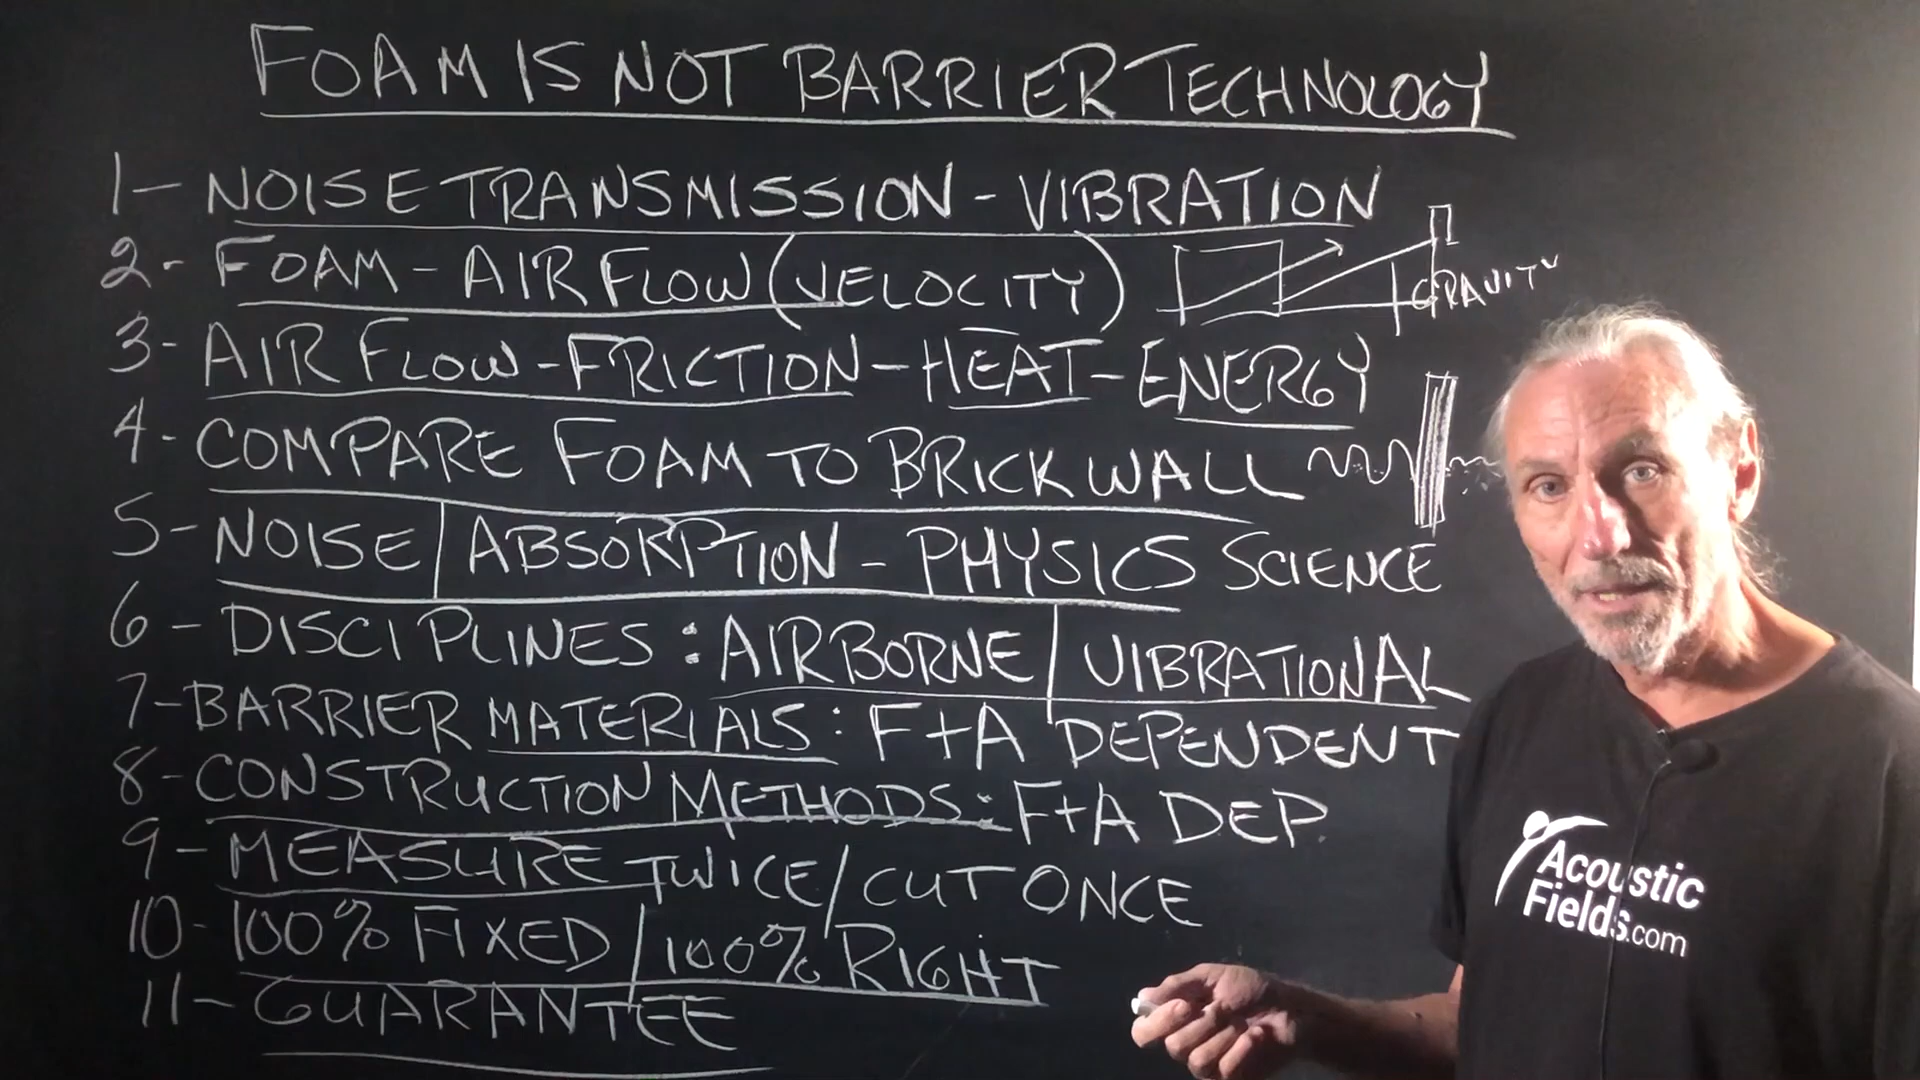 FOAM IS NOT BARRIER TECHNOLOGY
1- NOISE TRANSMISSION - VIBRATION
2- FOAM - AIR FLOW (VELOCITY)
GRAVITY
3- AIR FLOW - FRICTION - HEAT - ENERGY
4- COMPARE FOAM TO BRICK WALL
5- NOISE / ABSORPTION - PHYSICS SCIENCE
6- DISCIPLINES: AIRBORNE / VIBRATIONAL
7- BARRIER MATERIALS: F+A DEPENDENT
8- CONSTRUCTION METHODS: F+A DEP
9- MEASURE TWICE / CUT ONCE
10- 100% FIXED / 100% RIGHT
11- GUARANTEE
Acoustic
Fields.com